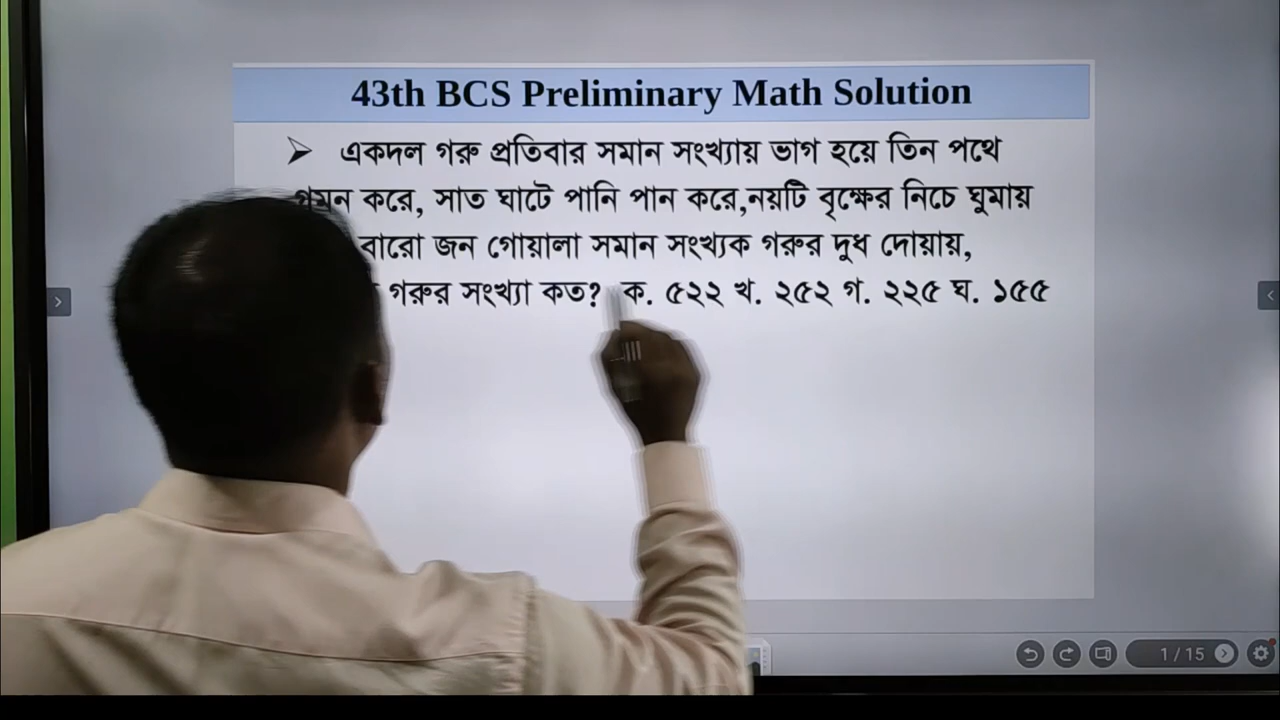 43th BCS Preliminary Math Solution
একদল গরু প্রতিবার সমান সংখ্যায় ভাগ হয়ে তিন পথে
গমন করে, সাত ঘাটে পানি পান করে,নয়টি বৃক্ষের নিচে ঘুমায়
বারো জন গোয়ালা সমান সংখ্যক গরুর দুধ দোয়ায়,
গরুর সংখ্যা কত? ক. ৫২২ খ. ২৫২ গ. ২২৫ ঘ. ১৫৫
1 / 15